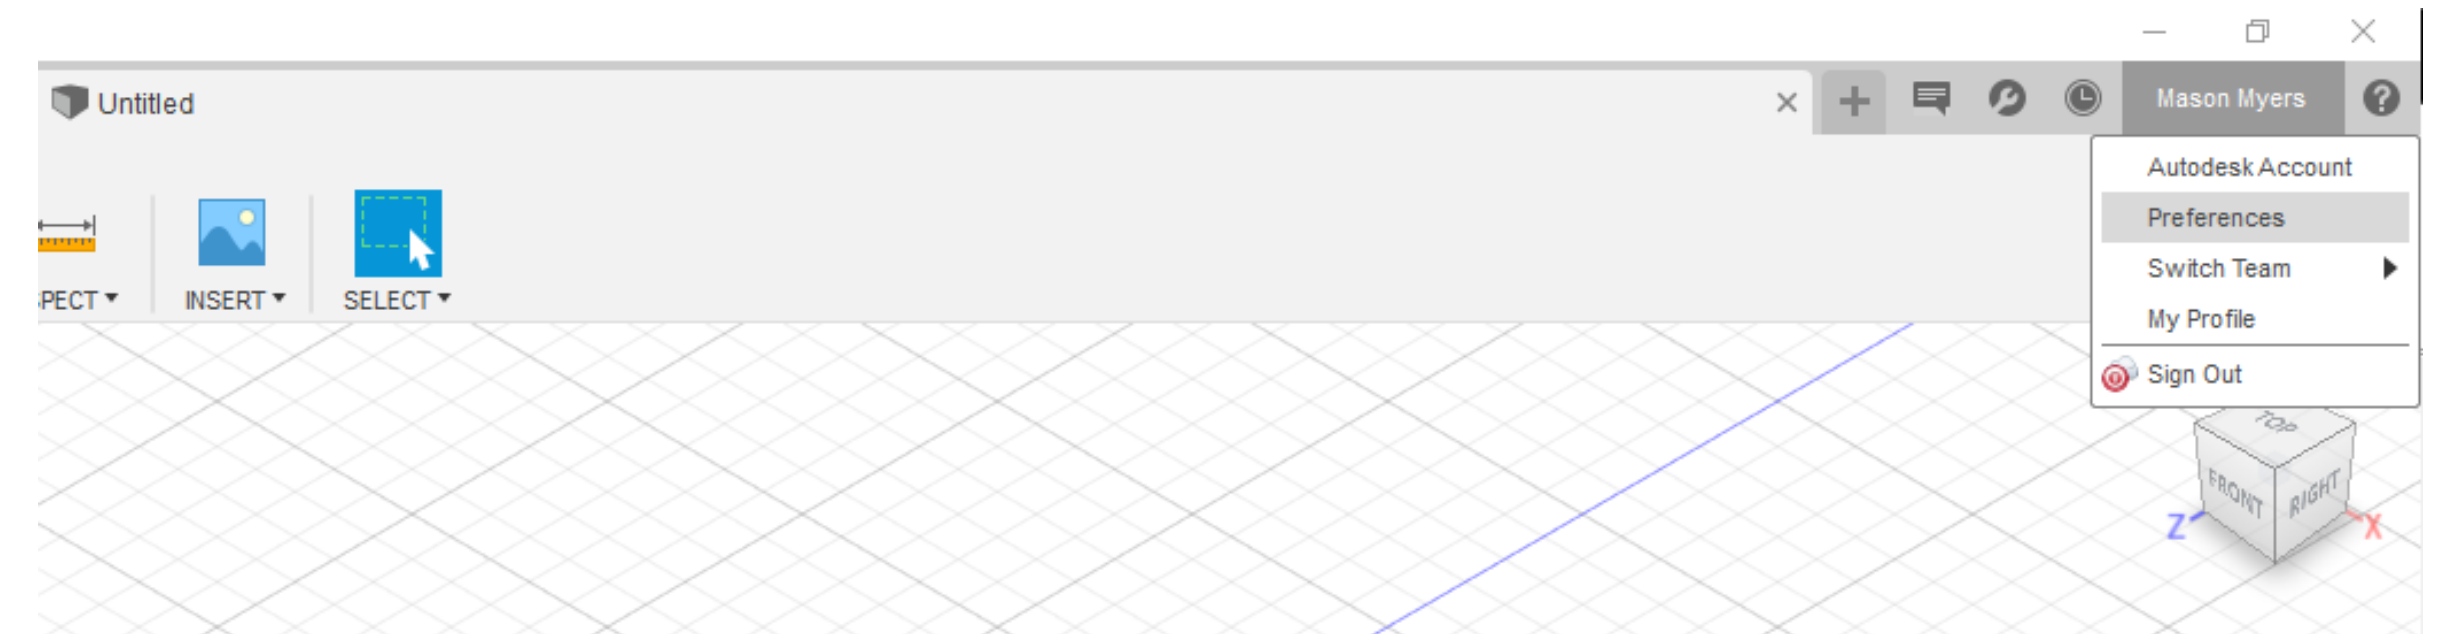 Untitled
Mason Myers
Autodesk Account
Preferences
Switch Team
My Profile
Sign Out
PECT
INSERT
SELECT
TOP
FRONT
RIGHT
Z
X